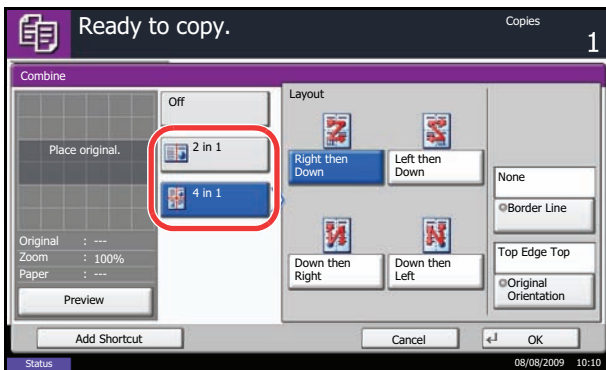 Ready to copy.
Copies
1
Combine
Place original.
Original : ---
Zoom : 100%
Paper : ---
Preview
Off
2 in 1
4 in 1
Layout
Right then
Down
Left then
Down
Down then
Right
Down then
Left
None
Border Line
Top Edge Top
Original
Orientation
Add Shortcut
Cancel
OK
Status
08/08/2009 10:10